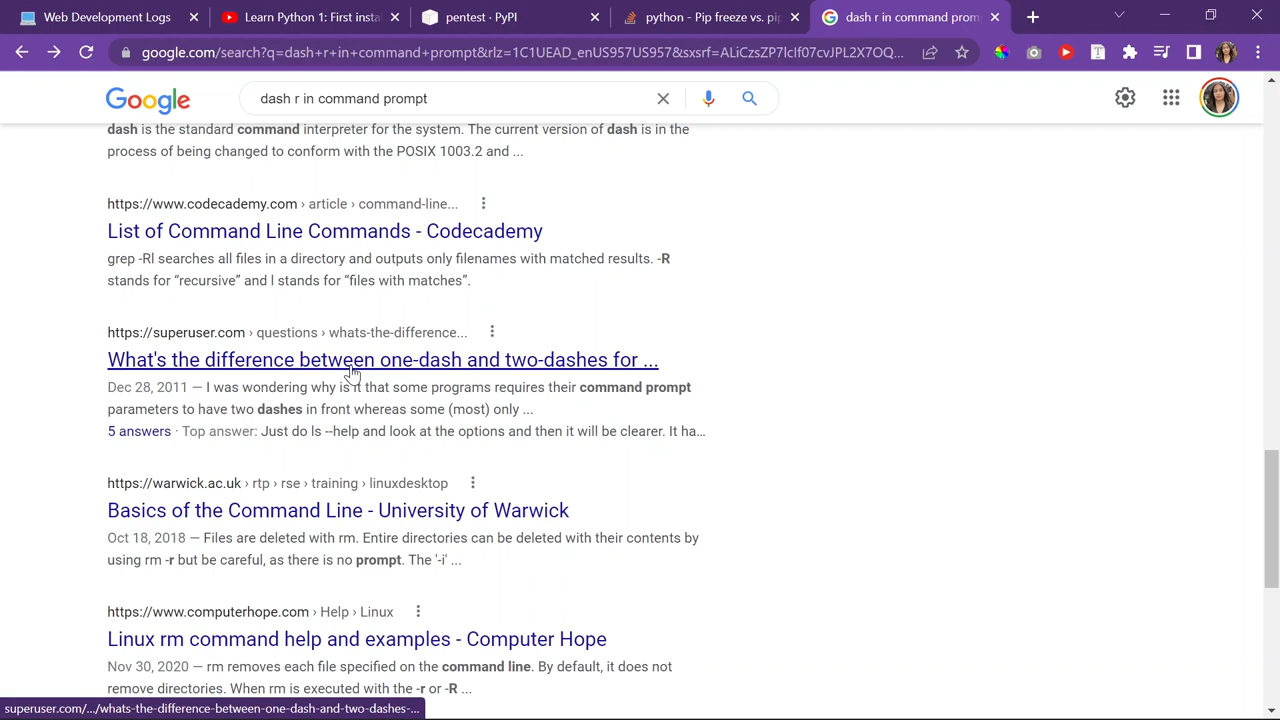 Web Development Logs
Learn Python 1: First insta
pentest · PyPI
python - Pip freeze vs. pip
dash r in command prom
google.com/search?q=dash+r+in+command+prompt&rlz=1C1UEAD_enUS957US957&sxsrf=ALiCzsZP7lcIf07cvJPL2X7OQ...
Google
dash r in command prompt
dash is the standard command interpreter for the system. The current version of dash is in the
process of being changed to conform with the POSIX 1003.2 and ...
https://www.codecademy.com › article › command-line...
List of Command Line Commands - Codecademy
grep -Rl searches all files in a directory and outputs only filenames with matched results. -R
stands for “recursive” and l stands for “files with matches”.
https://superuser.com › questions › whats-the-difference...
What's the difference between one-dash and two-dashes for ...
Dec 28, 2011 — I was wondering why is it that some programs requires their command prompt
parameters to have two dashes in front whereas some (most) only ...
5 answers · Top answer: Just do ls --help and look at the options and then it will be clearer. It ha...
https://warwick.ac.uk › rtp › rse › training › linuxdesktop
Basics of the Command Line - University of Warwick
Oct 18, 2018 — Files are deleted with rm. Entire directories can be deleted with their contents by
using rm -r but be careful, as there is no prompt. The '-i' ...
https://www.computerhope.com › Help › Linux
Linux rm command help and examples - Computer Hope
Nov 30, 2020 — rm removes each file specified on the command line. By default, it does not
remove directories. When rm is executed with the -r or -R ...
superuser.com/.../whats-the-difference-between-one-dash-and-two-dashes-...